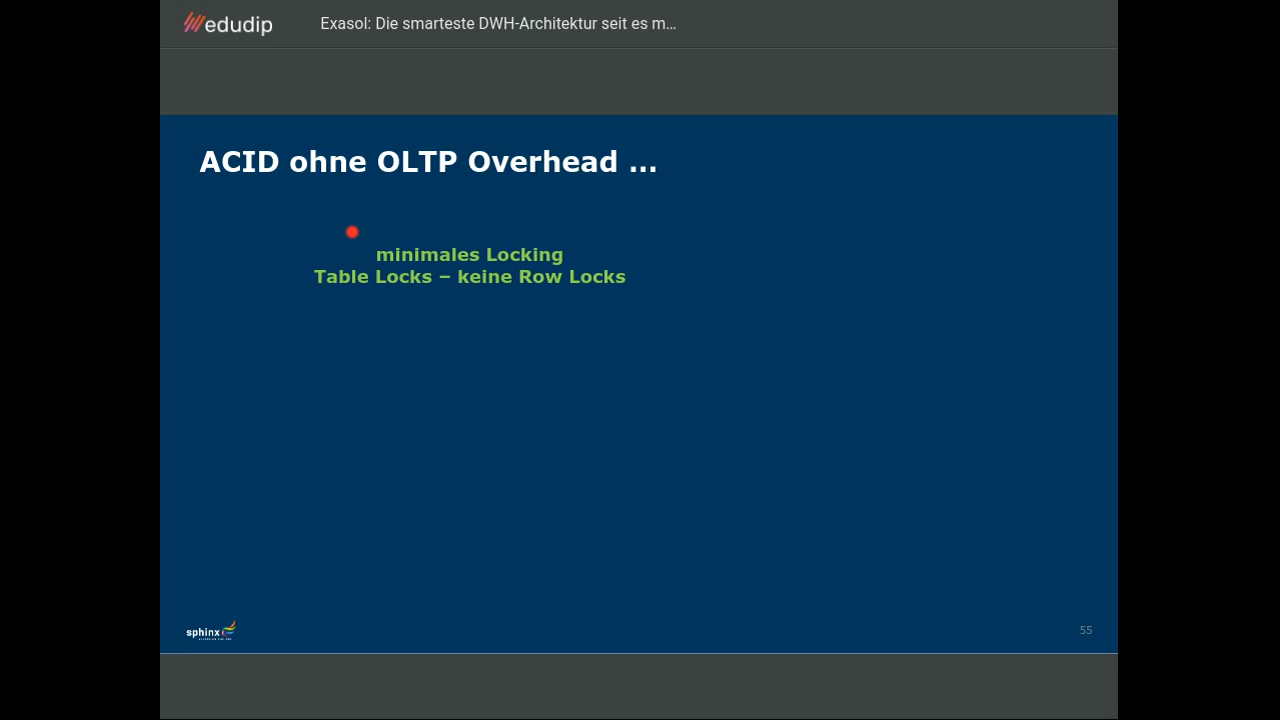 edudip
Exasol: Die smarteste DWH-Architektur seit es m...
ACID ohne OLTP Overhead ...
minimales Locking
Table Locks – keine Row Locks
sphinx
55